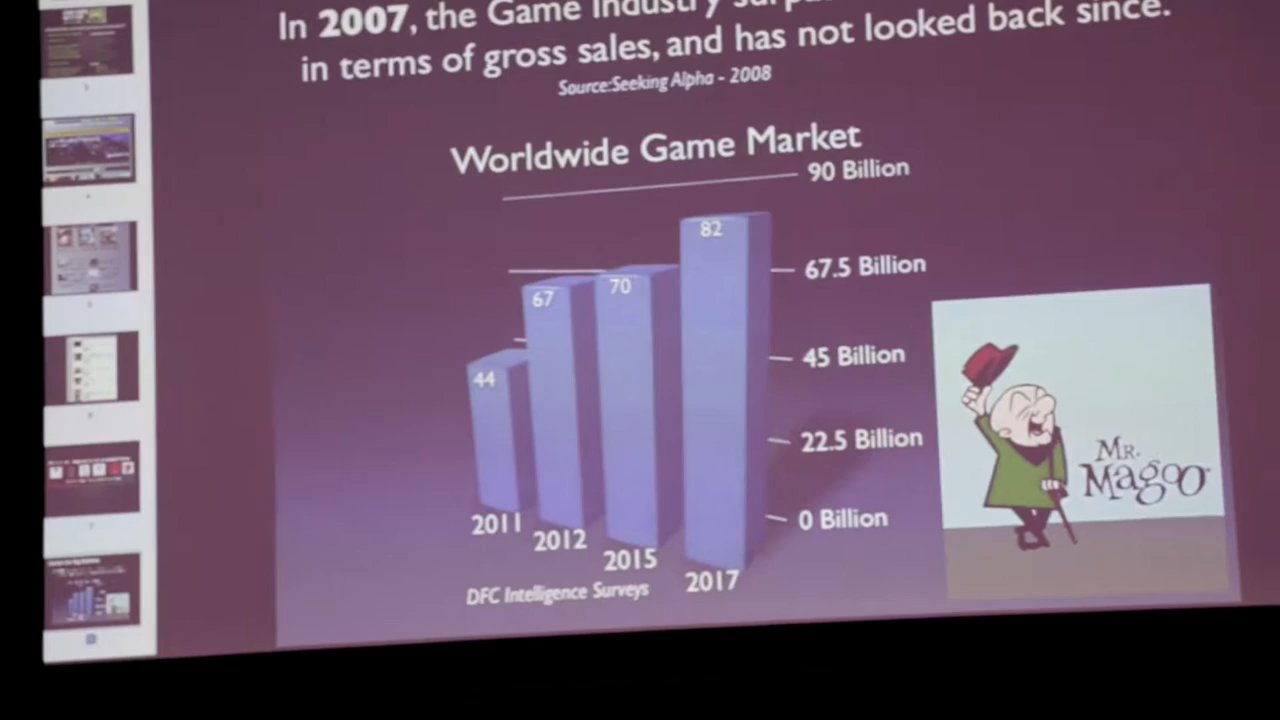 In 2007, the Game Industry
in terms of gross sales, and has not looked back since.
Source:Seeking Alpha - 2008
Worldwide Game Market
90 Billion
82
67.5 Billion
67
70
45 Billion
44
22.5 Billion
0 Billion
2011
2012
2015
2017
DFC Intelligence Surveys
Mr.
Magoo